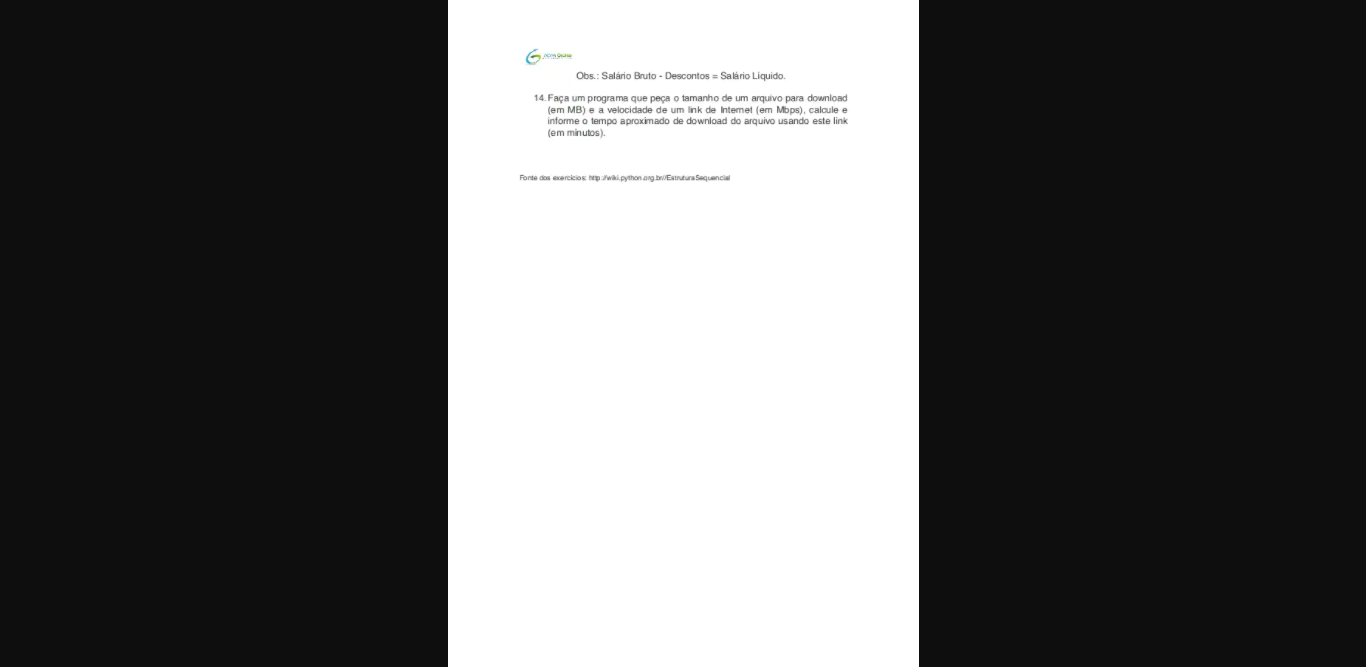 Obs.: Salário Bruto - Descontos = Salário Líquido.
14. Faça um programa que peça o tamanho de um arquivo para download
(em MB) e a velocidade de um link de Internet (em Mbps), calcule e
informe o tempo aproximado de download do arquivo usando este link
(em minutos).
Fonte dos exercícios: http://wiki.python.org.br//EstruturaSequencial